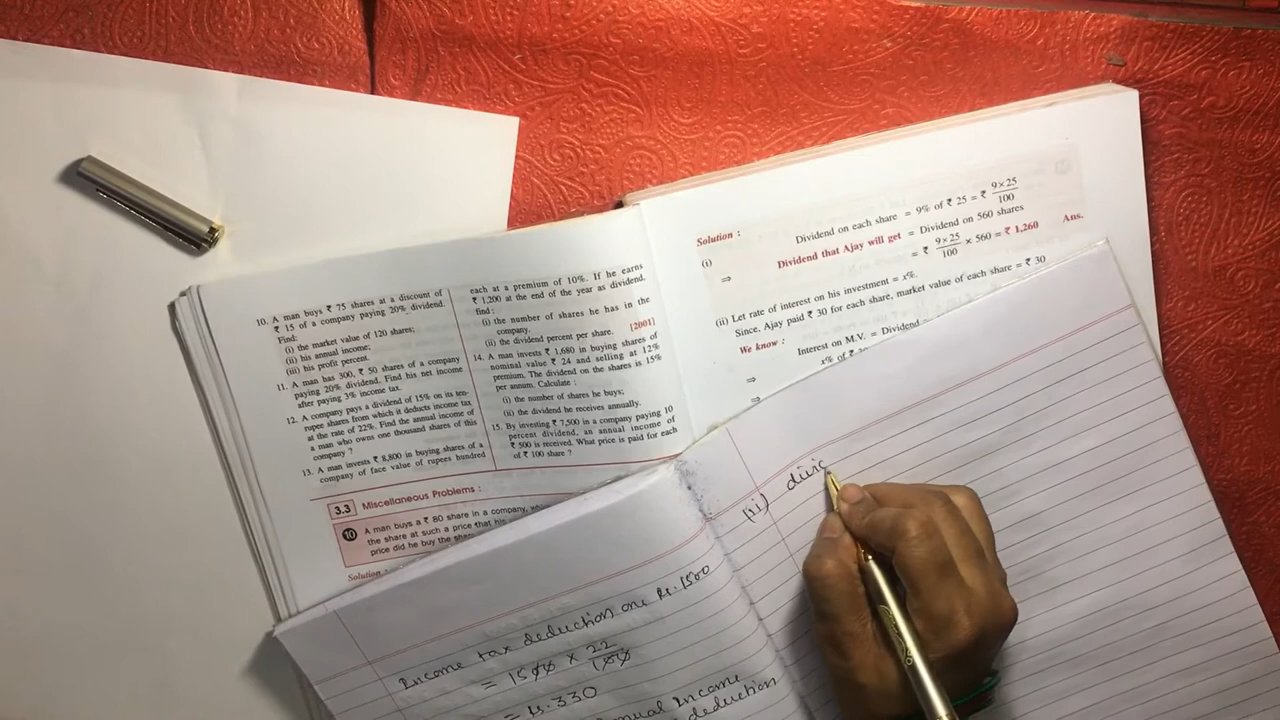 10. A man buys ₹ 75 shares at a discount of
₹ 15 of a company paying 20% dividend.
Find:
(i) the market value of 120 shares;
(ii) his annual income;
(iii) his profit percent.
11. A man has 300, ₹ 50 shares of a company
paying 20% dividend. Find his net income
after paying 3% income tax.
12. A company pays a dividend of 15% on its ten-
rupee shares from which it deducts income tax
at the rate of 22%. Find the annual income of
a man who owns one thousand shares of this
company ?
13. A man invests ₹ 8,800 in buying shares of a
company of face value of rupees hundred
each at a premium of 10%. If he earns
₹ 1,200 at the end of the year as dividend,
find :
(i) the number of shares he has in the
company.
(ii) the dividend percent per share. [2001]
14. A man invests ₹ 1,680 in buying shares of
nominal value ₹ 24 and selling at 12%
premium. The dividend on the shares is 15%
per annum. Calculate :
(i) the number of shares he buys;
(ii) the dividend he receives annually.
15. By investing ₹ 7,500 in a company paying 10
percent dividend, an annual income of
₹ 500 is received. What price is paid for each
of ₹ 100 share ?
3.3 Miscellaneous Problems :
10 A man buys a ₹ 80 share in a company,
the share at such a price that his
price did he buy the
Solution :
Solution :
(i) Dividend on each share = 9% of ₹ 25 = ₹ 9×25/100
⇒ Dividend that Ajay will get = Dividend on 560 shares
= ₹ 9×25/100 × 560 = ₹ 1,260 Ans.
(ii) Let rate of interest on his investment = x%.
Since, Ajay paid ₹ 30 for each share, market value of each share = ₹ 30
We know : Interest on M.V. = Dividend
⇒ x% of ₹
⇒
Income tax deduction on Rs. 1500
= 1500 × 22/100
= Rs. 330
Income
deduction
(ii) divi